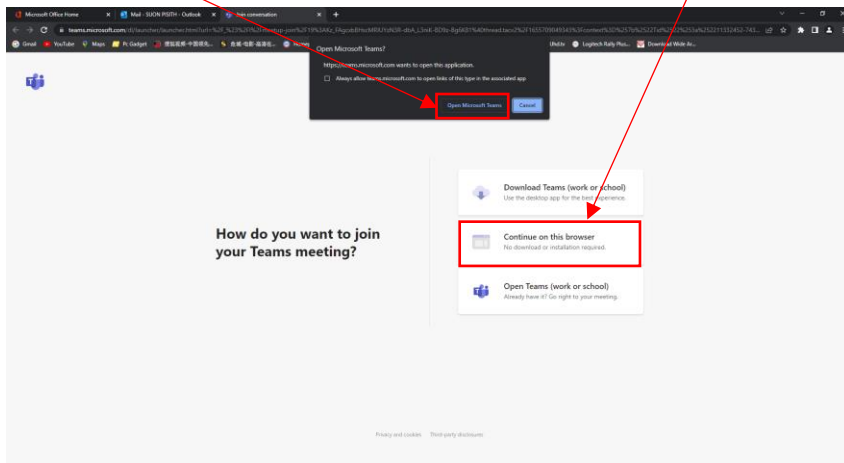 Microsoft Office Home
Mail - SUON PISITH - Outlook
Join conversation
teams.microsoft.com
Gmail
YouTube
Maps
Pc Gadget
Home
Logitech Rally Plus...
Download Wide An...
Open Microsoft Teams?
https://teams.microsoft.com wants to open this application.
Always allow teams.microsoft.com to open links of this type in the associated app
Open Microsoft Teams
Cancel
How do you want to join
your Teams meeting?
Download Teams (work or school)
Use the desktop app for the best experience.
Continue on this browser
No download or installation required.
Open Teams (work or school)
Already have it? Go right to your meeting.
Privacy and cookies
Third-party disclosures